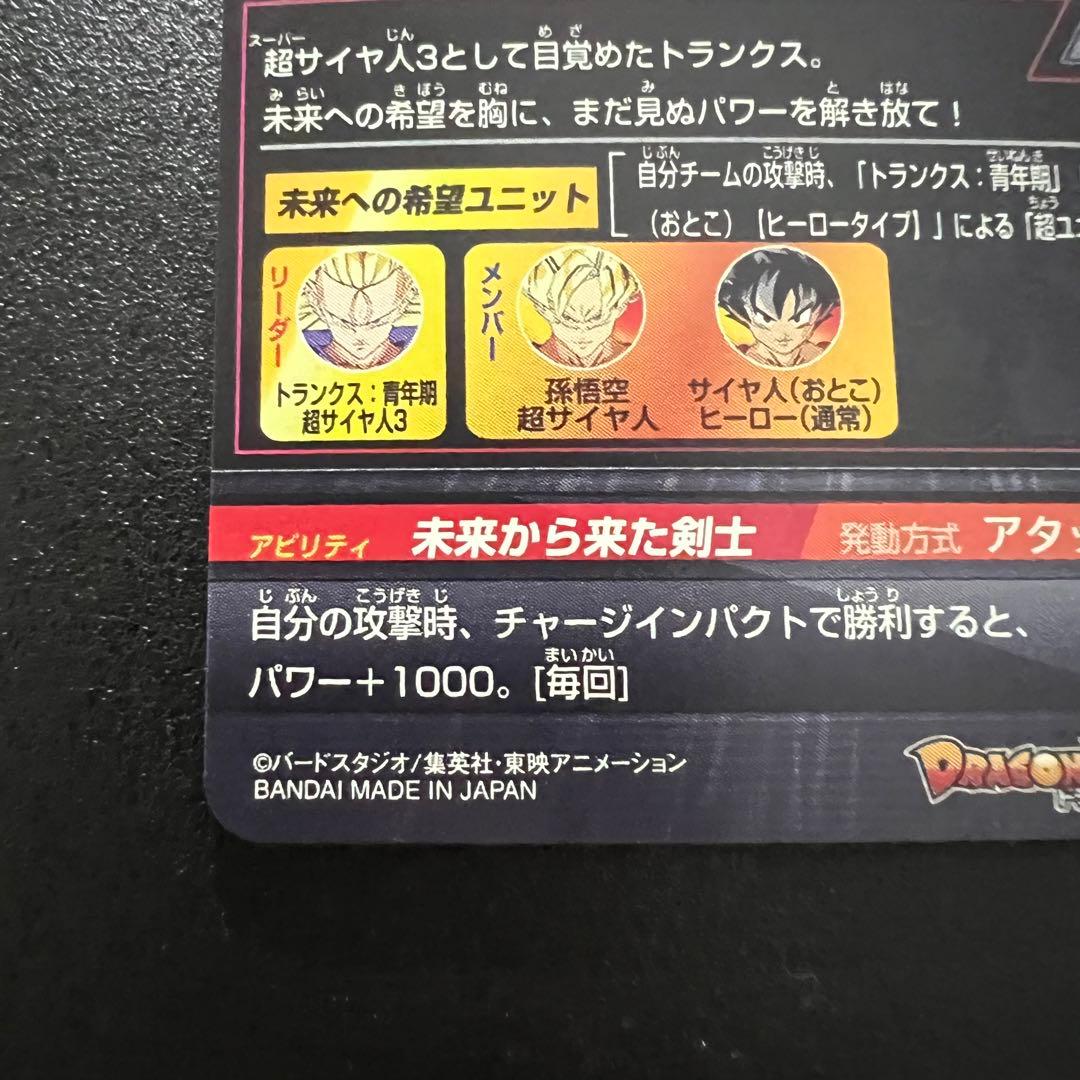 超サイヤ人3として目覚めたトランクス。
未来への希望を胸に、まだ見ぬパワーを解き放て！
未来への希望ユニット
自分チームの攻撃時、「トランクス：青年期」
（おとこ）【ヒーロータイプ】」による「超ユ
リーダー
トランクス：青年期
超サイヤ人3
メンバー
孫悟空
超サイヤ人
サイヤ人（おとこ）
ヒーロー（通常）
アビリティ 未来から来た剣士 発動方式 アタッ
自分の攻撃時、チャージインパクトで勝利すると、
パワー＋1000。[毎回]
©バードスタジオ/集英社・東映アニメーション
BANDAI MADE IN JAPAN
DRAGON